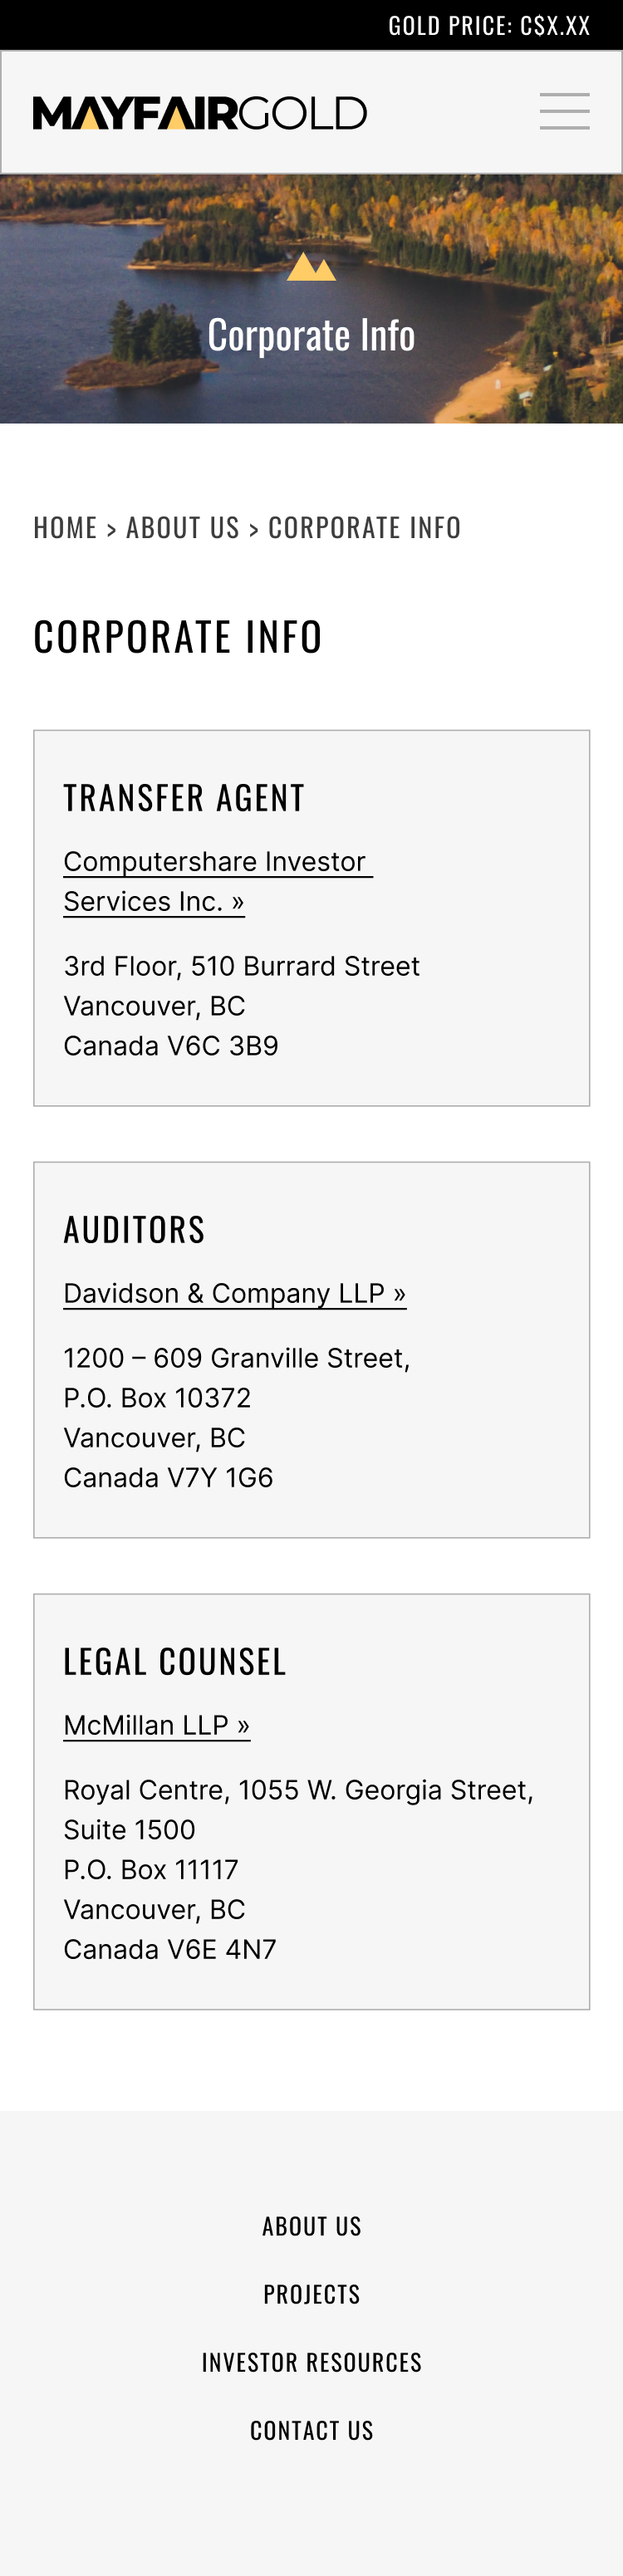 GOLD PRICE: C$X.XX
MAYFAIRGOLD
Corporate Info
HOME > ABOUT US > CORPORATE INFO
CORPORATE INFO
TRANSFER AGENT
Computershare Investor
Services Inc. »
3rd Floor, 510 Burrard Street
Vancouver, BC
Canada V6C 3B9
AUDITORS
Davidson & Company LLP »
1200 – 609 Granville Street,
P.O. Box 10372
Vancouver, BC
Canada V7Y 1G6
LEGAL COUNSEL
McMillan LLP »
Royal Centre, 1055 W. Georgia Street,
Suite 1500
P.O. Box 11117
Vancouver, BC
Canada V6E 4N7
ABOUT US
PROJECTS
INVESTOR RESOURCES
CONTACT US